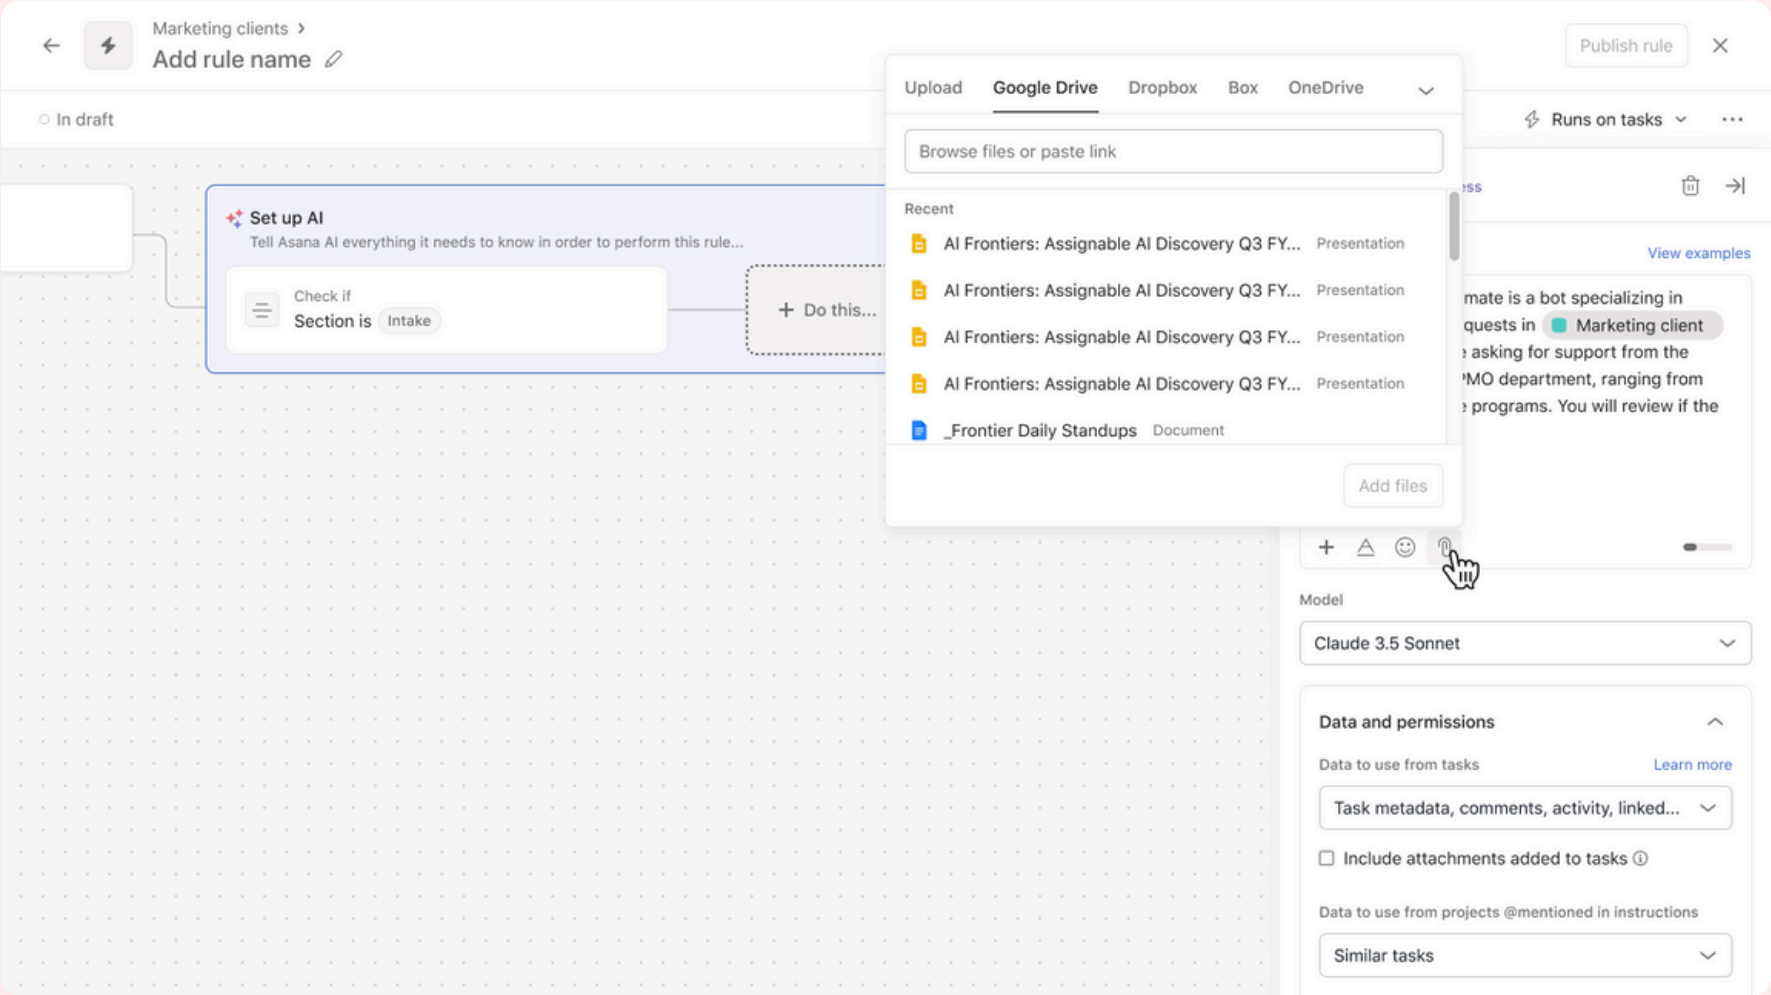 Marketing clients
Add rule name
Publish rule
In draft
Runs on tasks
Set up AI
Tell Asana AI everything it needs to know in order to perform this rule...
Check if
Section is Intake
+ Do this...
Upload Google Drive Dropbox Box OneDrive
Browse files or paste link
Recent
AI Frontiers: Assignable AI Discovery Q3 FY... Presentation
AI Frontiers: Assignable AI Discovery Q3 FY... Presentation
AI Frontiers: Assignable AI Discovery Q3 FY... Presentation
AI Frontiers: Assignable AI Discovery Q3 FY... Presentation
_Frontier Daily Standups Document
Add files
View examples
mate is a bot specializing in
quests in Marketing client
asking for support from the
PMO department, ranging from
programs. You will review if the
Model
Claude 3.5 Sonnet
Data and permissions
Data to use from tasks Learn more
Task metadata, comments, activity, linked...
Include attachments added to tasks
Data to use from projects @mentioned in instructions
Similar tasks